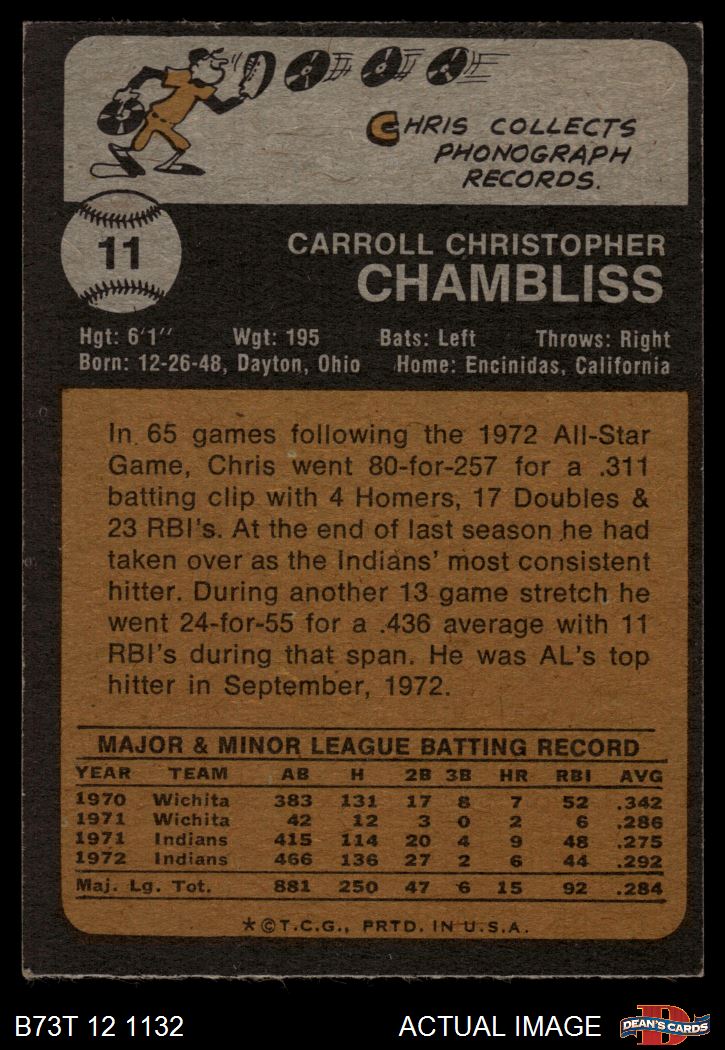 CHRIS COLLECTS
PHONOGRAPH
RECORDS.
11
CARROLL CHRISTOPHER
CHAMBLISS
Hgt: 6'1" Wgt: 195 Bats: Left Throws: Right
Born: 12-26-48, Dayton, Ohio Home: Encinidas, California
In 65 games following the 1972 All-Star
Game, Chris went 80-for-257 for a .311
batting clip with 4 Homers, 17 Doubles &
23 RBI's. At the end of last season he had
taken over as the Indians' most consistent
hitter. During another 13 game stretch he
went 24-for-55 for a .436 average with 11
RBI's during that span. He was AL's top
hitter in September, 1972.
MAJOR & MINOR LEAGUE BATTING RECORD
YEAR TEAM AB H 2B 3B HR RBI AVG
1970 Wichita 383 131 17 8 7 52 .342
1971 Wichita 42 12 3 0 2 6 .286
1971 Indians 415 114 20 4 9 48 .275
1972 Indians 466 136 27 2 6 44 .292
Maj. Lg. Tot. 881 250 47 6 15 92 .284
*©T.C.G., PRTD. IN U.S.A.
B73T 12 1132 ACTUAL IMAGE D DEAN'S CARDS